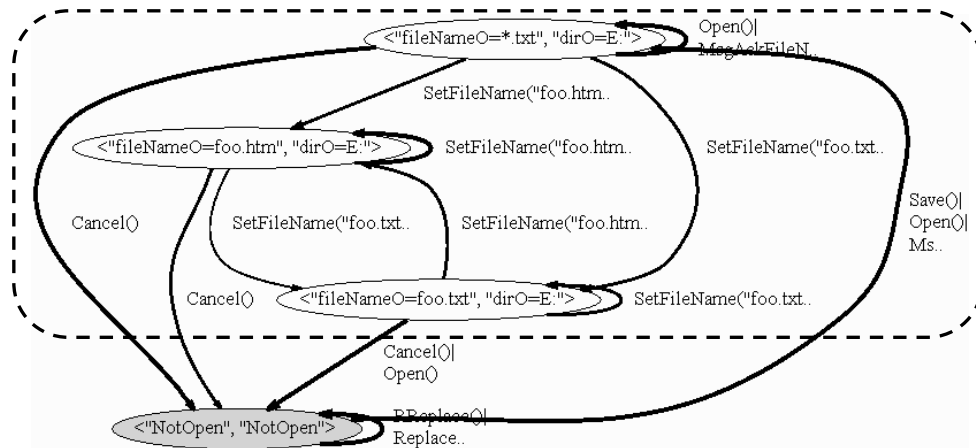 <"fileNameO=*.txt", "dirO=E:">
Open()|
MsgAckFileN..
SetFileName("foo.htm..
<"fileNameO=foo.htm", "dirO=E:">
SetFileName("foo.htm..
SetFileName("foo.txt..
Cancel()
SetFileName("foo.txt..
SetFileName("foo.htm..
Save()|
Open()|
Ms..
Cancel()
<"fileNameO=foo.txt", "dirO=E:">
SetFileName("foo.txt..
Cancel()|
Open()
<"NotOpen", "NotOpen">
RReplace()|
Replace..